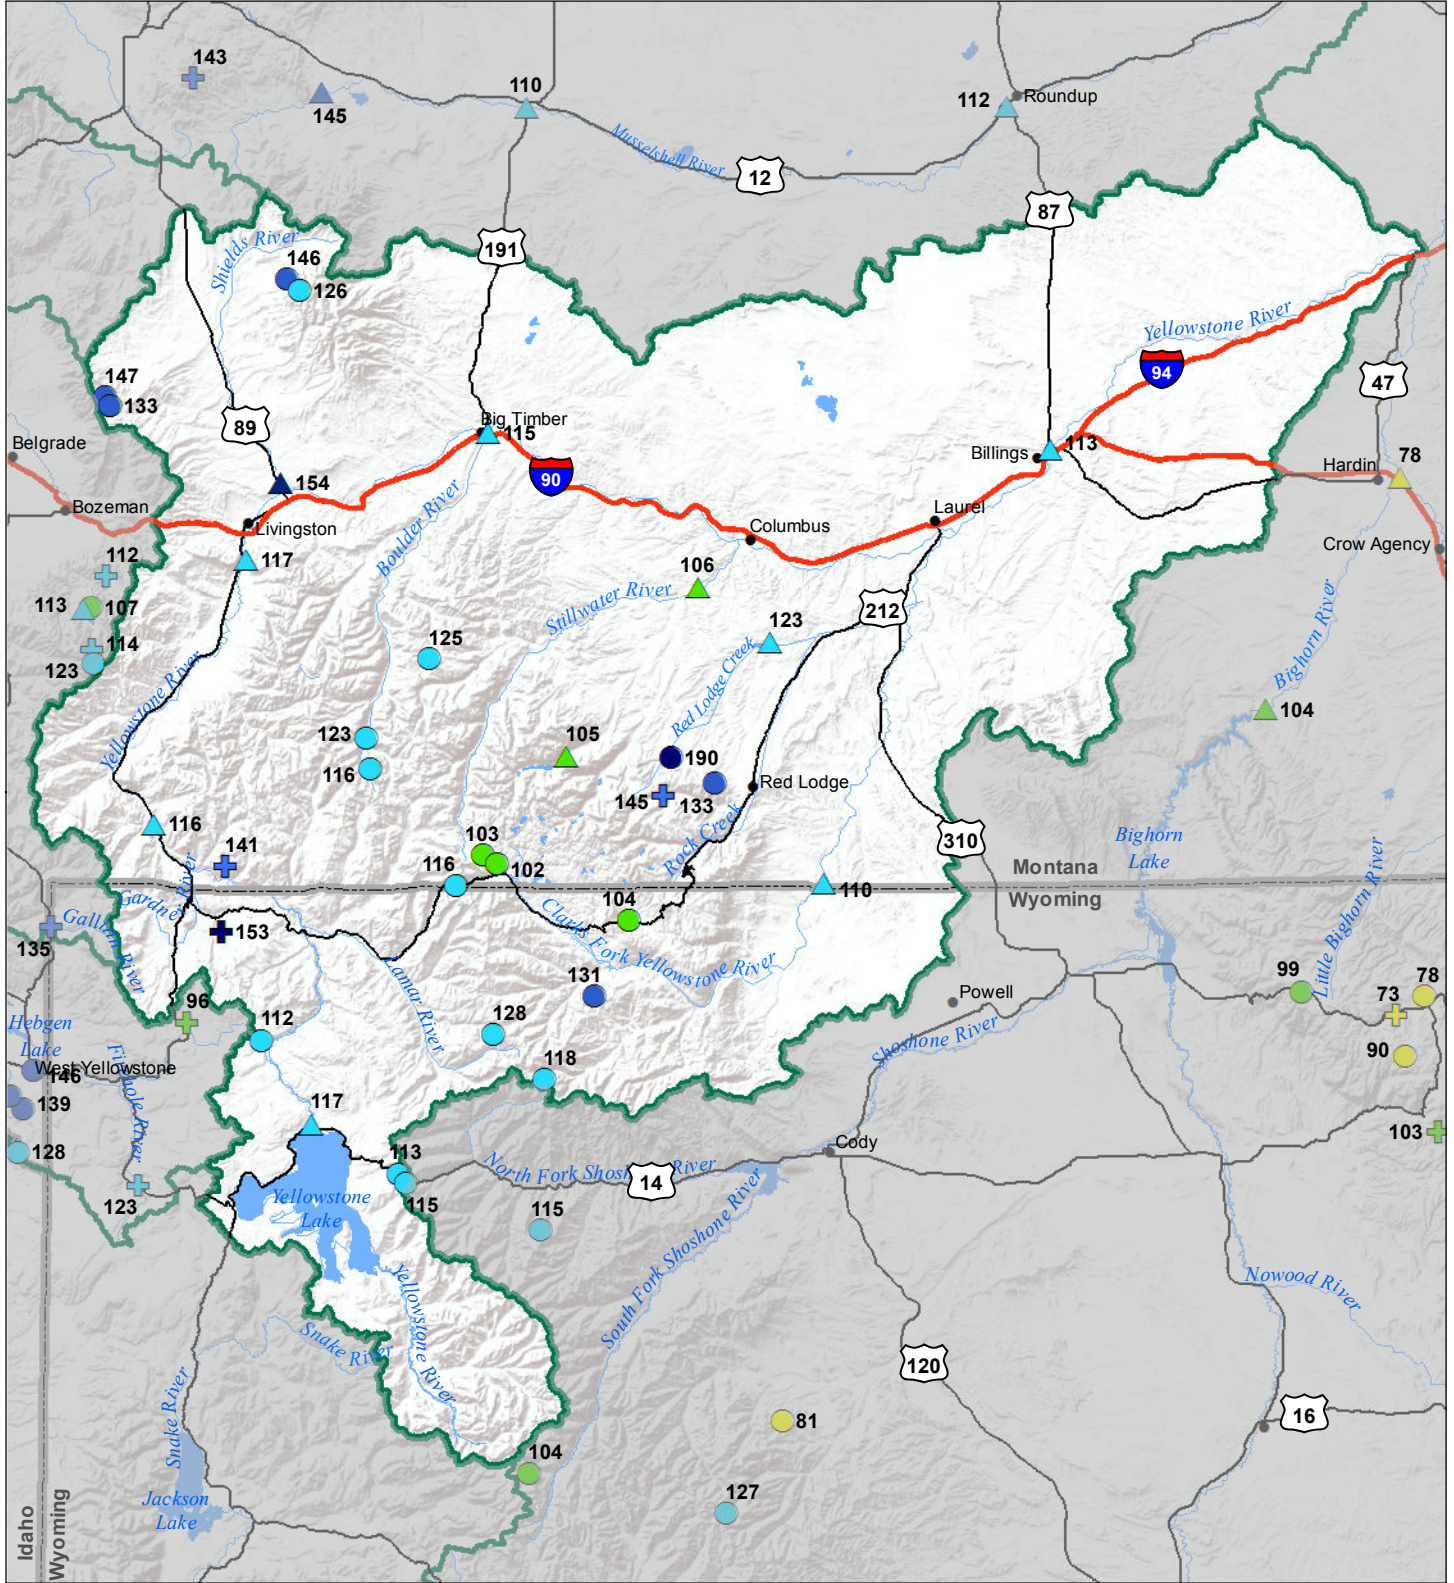 143
145
110
112
Roundup
Musselshell River
12
87
191
Shields River
146
126
Yellowstone River
94
147
133
89
47
Big Timber
115
Belgrade
90
Billings
113
78
Hardin
154
Bozeman
Livingston
Laurel
Columbus
Crow Agency
117
Boulder River
112
106
113
107
Stillwater River
212
114
123
123
125
Red Lodge Creek
Bighorn River
Yellowstone River
104
123
116
105
190
145
133
Red Lodge
116
141
103
102
116
Rock Creek
310
Bighorn
Lake
Montana
Wyoming
Little Bighorn River
110
104
Gardner River
Gallatin River
135
153
Clarks Fork Yellowstone River
Lamar River
131
99
78
73
90
96
112
128
118
Powell
Shoshone River
Hebgen
Lake
West Yellowstone
146
139
Firehole River
128
123
117
113
115
Cody
103
North Fork Shoshone River
14
Yellowstone
Lake
115
South Fork Shoshone River
Yellowstone River
Nowood River
Snake River
Snake River
120
16
81
104
127
Jackson
Lake
Idaho
Wyoming